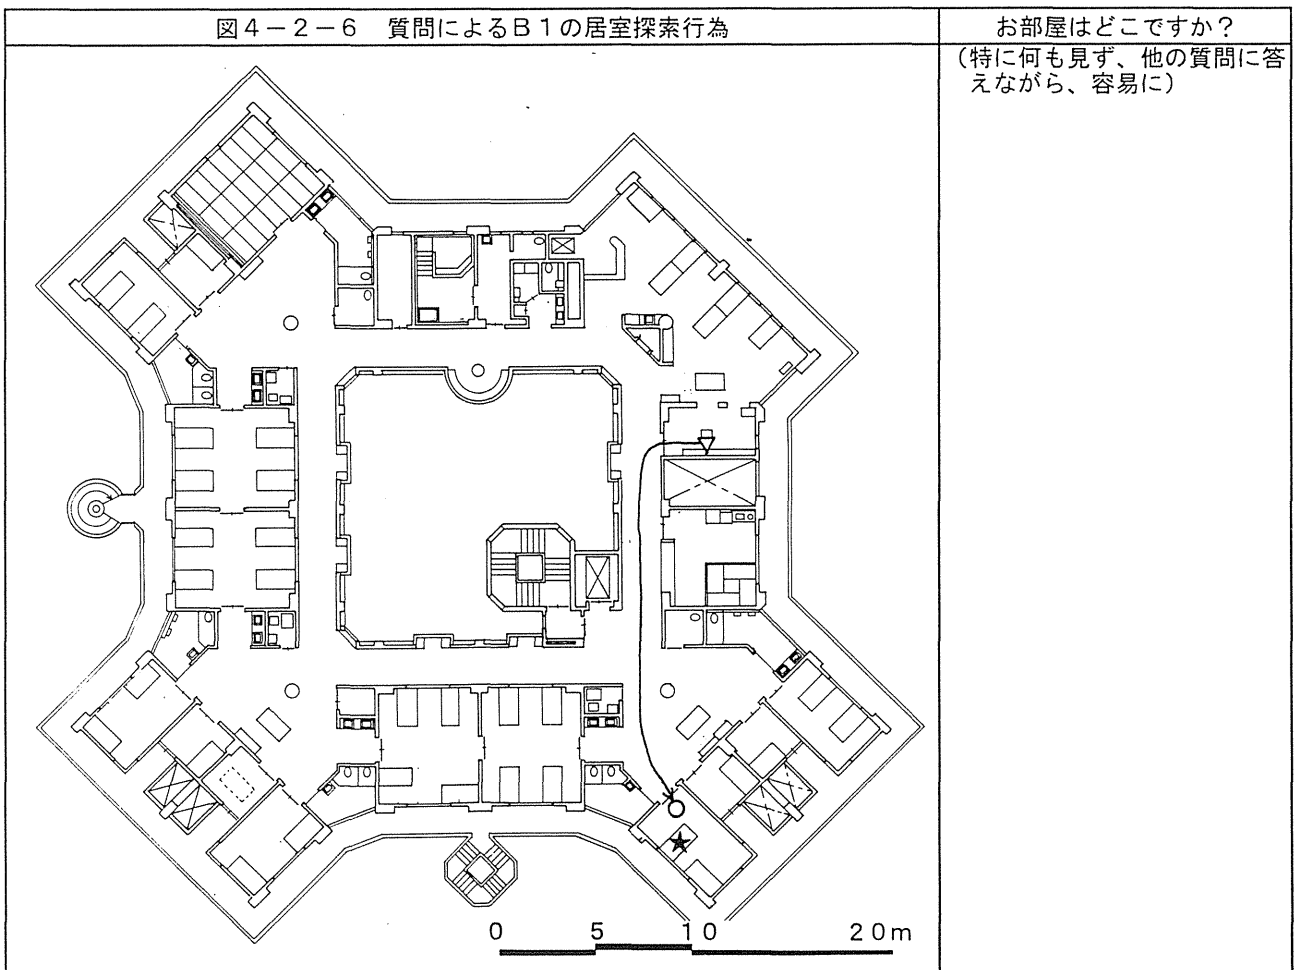 図4-2-6 質問によるB1の居室探索行為
お部屋はどこですか?
(特に何も見ず、他の質問に答
えながら、容易に)
0 5 10 20m